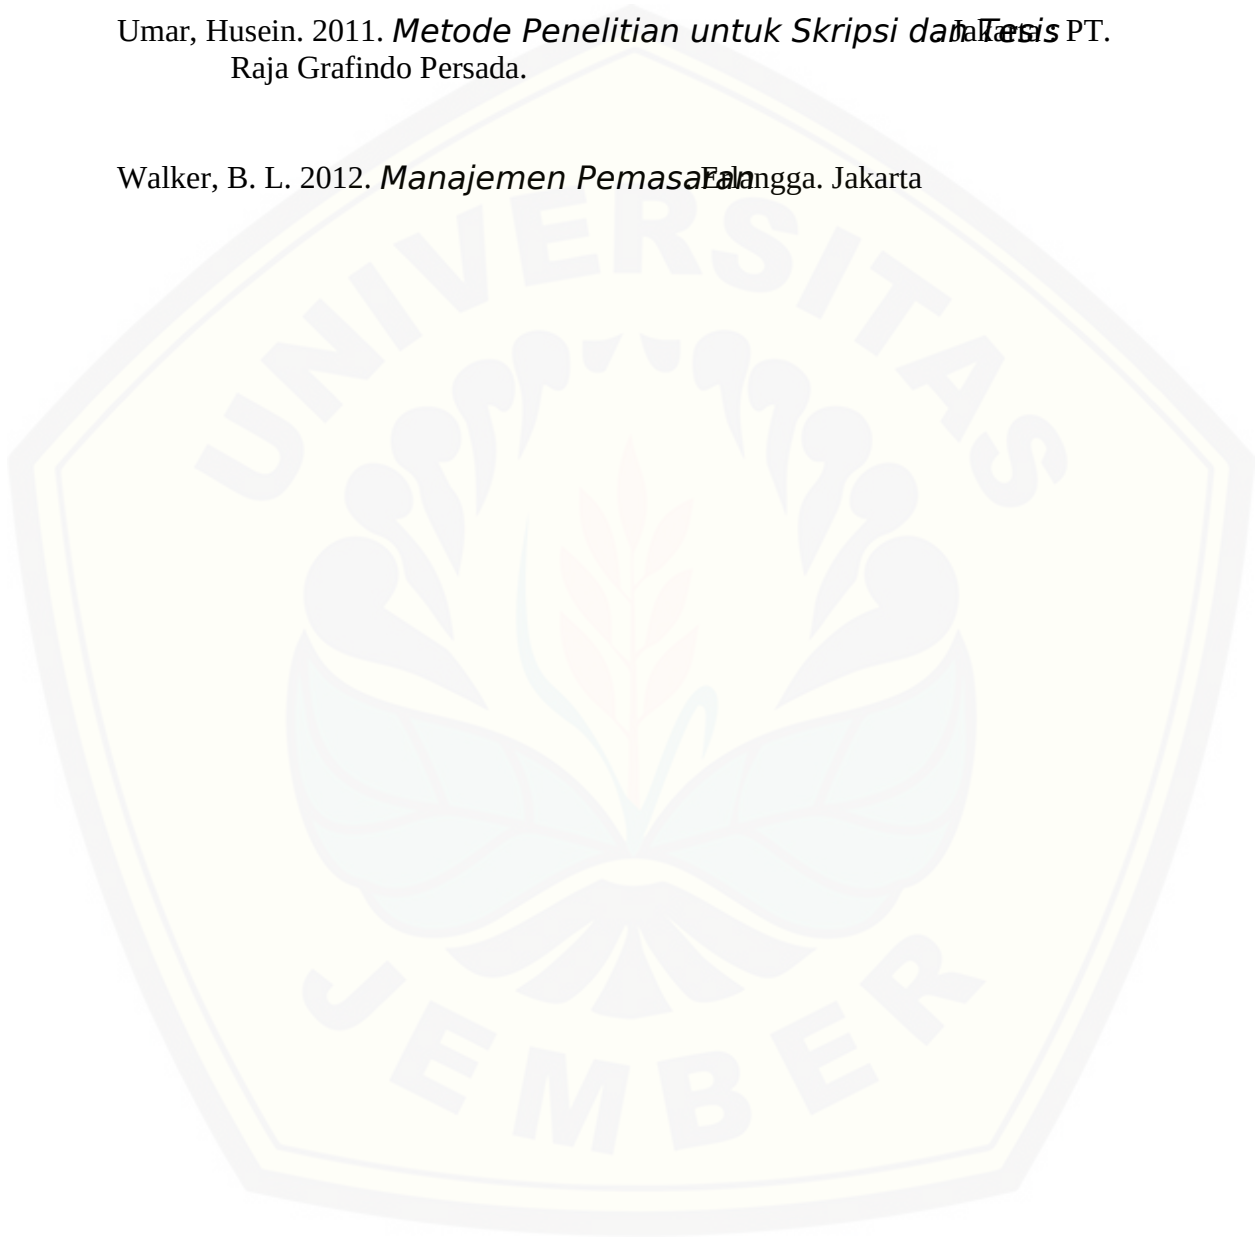 Umar, Husein. 2011. Metode Penelitian untuk Skripsi dan Tesis Jakarta : PT.
Raja Grafindo Persada.
Walker, B. L. 2012. Manajemen Pemasaran. Erlangga. Jakarta
UNIVERSITAS
JEMBER